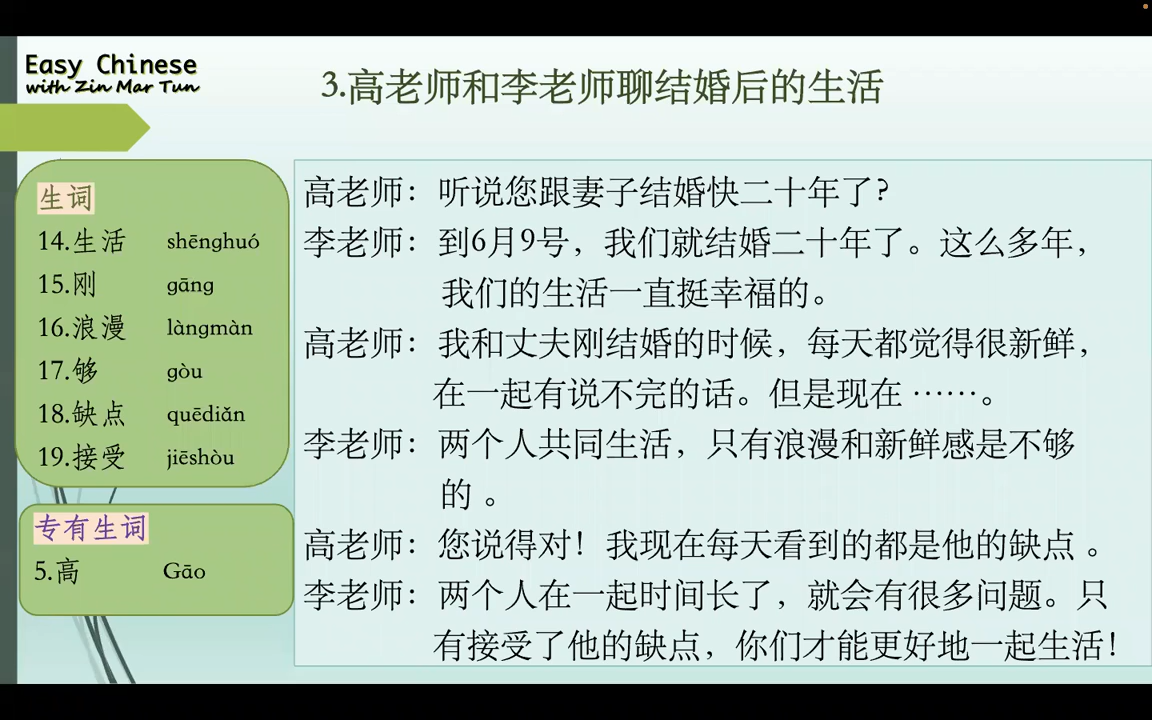 Easy Chinese
with Zin Mar Tun
3.高老师和李老师聊结婚后的生活
生词
14.生活 shēnghuó
15.刚 gāng
16.浪漫 làngmàn
17.够 gòu
18.缺点 quēdiǎn
19.接受 jiēshòu
专有生词
5.高 Gāo
高老师：听说您跟妻子结婚快二十年了?
李老师：到6月9号，我们就结婚二十年了。这么多年，
我们的生活一直挺幸福的。
高老师：我和丈夫刚结婚的时候，每天都觉得很新鲜，
在一起有说不完的话。但是现在 ……。
李老师：两个人共同生活，只有浪漫和新鲜感是不够
的 。
高老师：您说得对！我现在每天看到的都是他的缺点 。
李老师：两个人在一起时间长了，就会有很多问题。只
有接受了他的缺点，你们才能更好地一起生活！